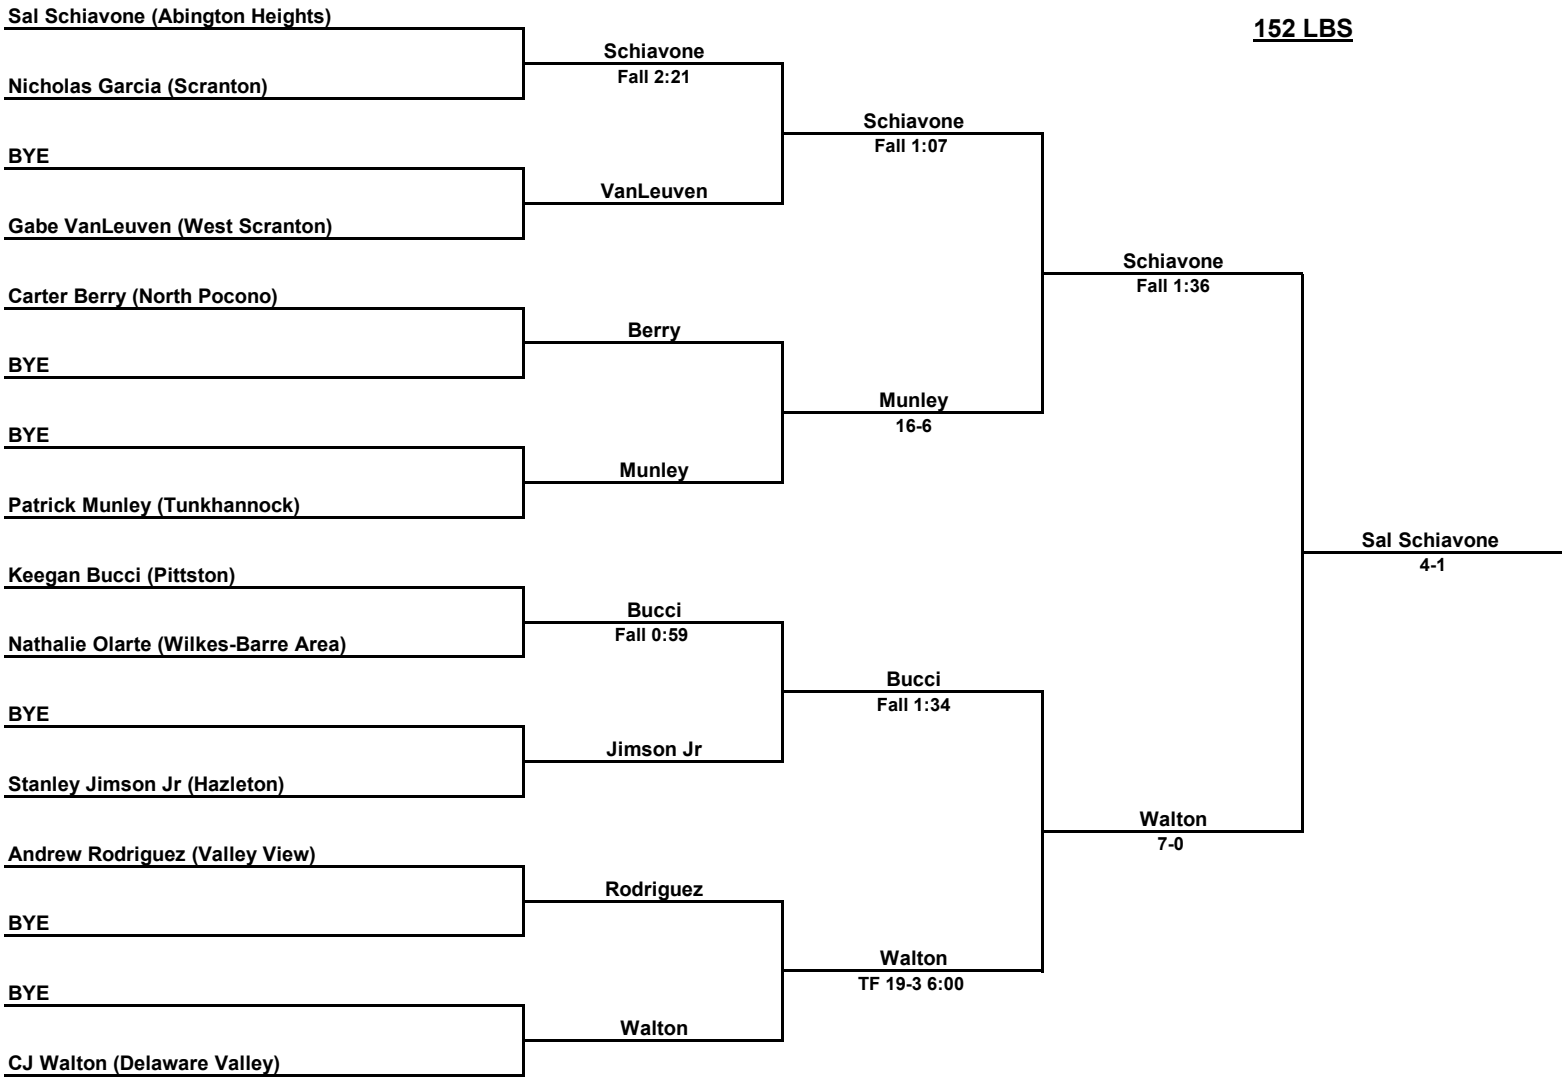 Sal Schiavone (Abington Heights)
152 LBS
Schiavone
Fall 2:21
Nicholas Garcia (Scranton)
Schiavone
Fall 1:07
BYE
VanLeuven
Gabe VanLeuven (West Scranton)
Schiavone
Fall 1:36
Carter Berry (North Pocono)
Berry
BYE
Munley
16-6
BYE
Munley
Patrick Munley (Tunkhannock)
Sal Schiavone
4-1
Keegan Bucci (Pittston)
Bucci
Fall 0:59
Nathalie Olarte (Wilkes-Barre Area)
Bucci
Fall 1:34
BYE
Jimson Jr
Stanley Jimson Jr (Hazleton)
Walton
7-0
Andrew Rodriguez (Valley View)
Rodriguez
BYE
Walton
TF 19-3 6:00
BYE
Walton
CJ Walton (Delaware Valley)